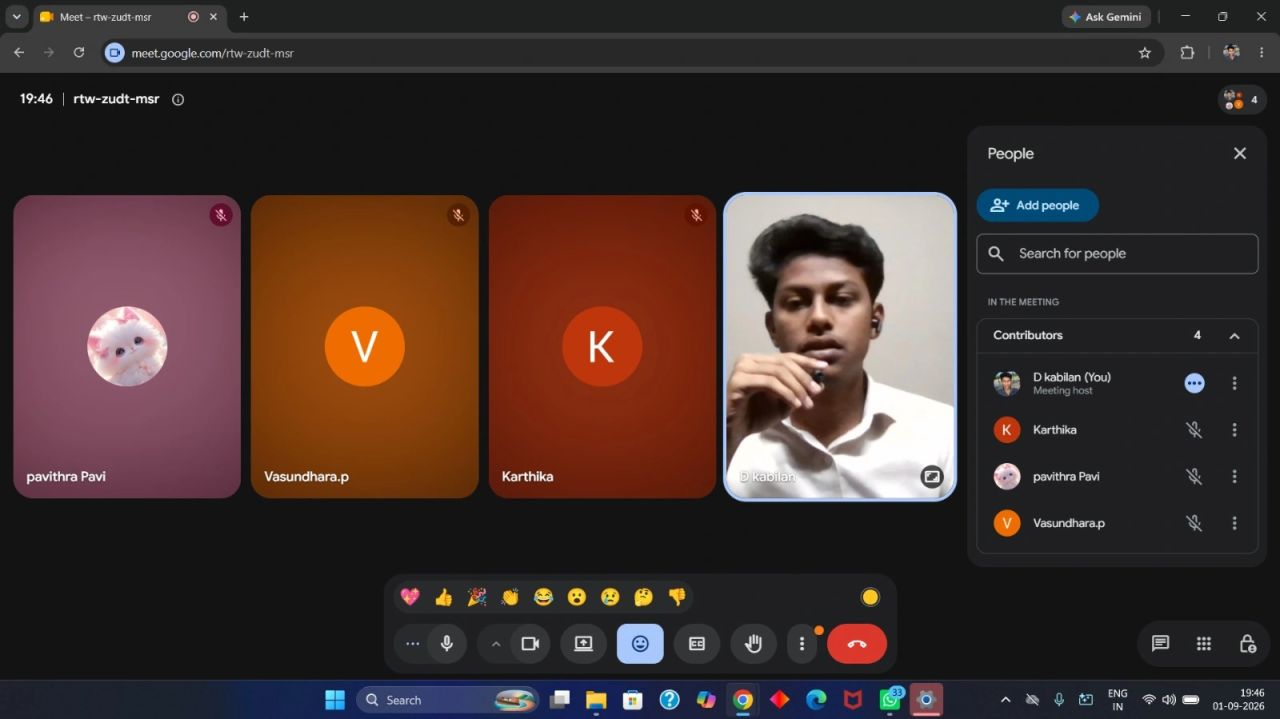 Meet – rtw-zudt-msr
Ask Gemini
meet.google.com/rtw-zudt-msr
19:46 | rtw-zudt-msr
4
pavithra Pavi
V
Vasundhara.p
K
Karthika
D kabilan
People
Add people
Search for people
IN THE MEETING
Contributors 4
D kabilan (You)
Meeting host
K Karthika
pavithra Pavi
V Vasundhara.p
CC
Search
33
ENG
IN
19:46
01-09-2026